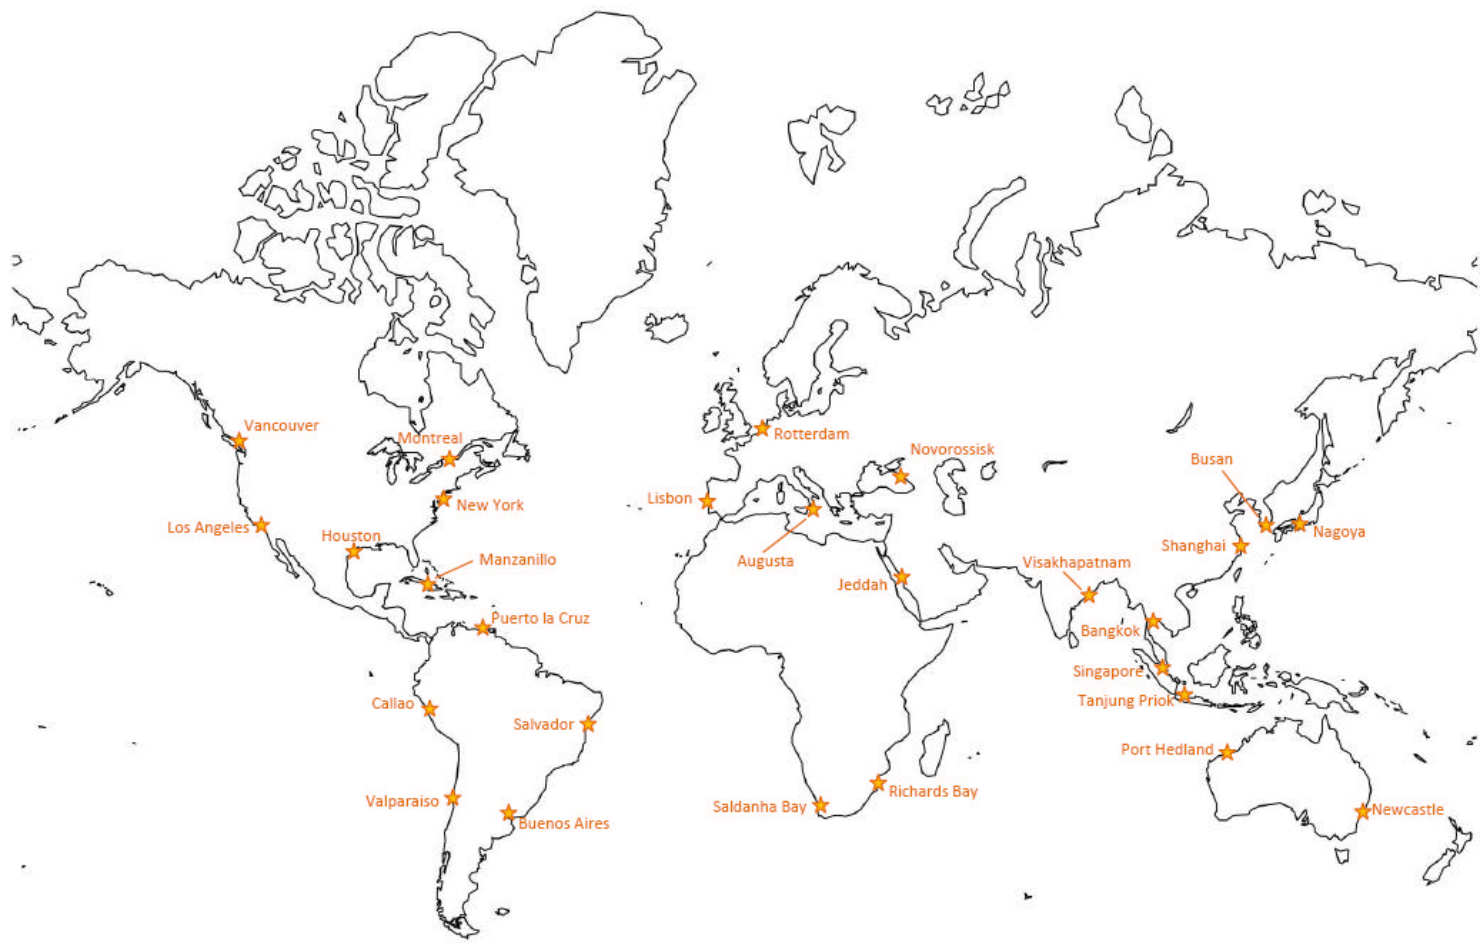 Vancouver
Montreal
Rotterdam
Novorossisk
Busan
Lisbon
New York
Los Angeles
Houston
Nagoya
Shanghai
Manzanillo
Augusta
Visakhapatnam
Jeddah
Puerto la Cruz
Bangkok
Singapore
Callao
Tanjung Priok
Salvador
Port Hedland
Richards Bay
Valparaiso
Saldanha Bay
Newcastle
Buenos Aires